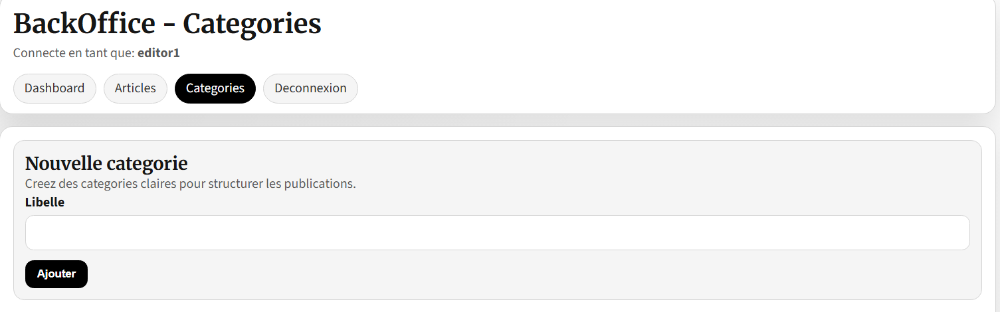 BackOffice - Categories
Connecte en tant que: editor1
Dashboard Articles Categories Deconnexion
Nouvelle categorie
Creez des categories claires pour structurer les publications.
Libelle
Ajouter